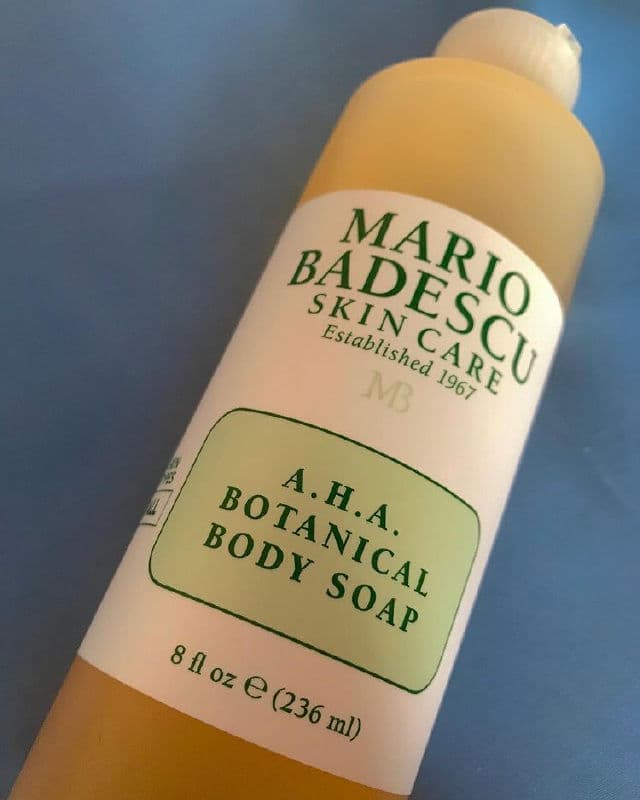 MARIO
BADESCU
SKIN CARE
Established 1967
MB
A.H.A.
BOTANICAL
BODY SOAP
8 fl oz ℮ (236 ml)